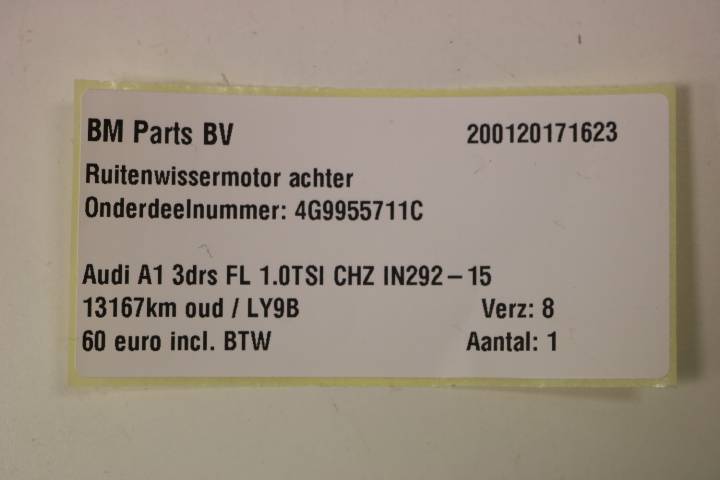 BM Parts BV 200120171623
Ruitenwissermotor achter
Onderdeelnummer: 4G9955711C
Audi A1 3drs FL 1.0TSI CHZ IN292-15
13167km oud / LY9B Verz: 8
60 euro incl. BTW Aantal: 1